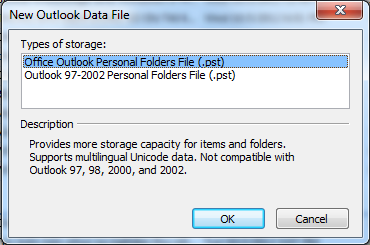 New Outlook Data File
Types of storage:
Office Outlook Personal Folders File (.pst)
Outlook 97-2002 Personal Folders File (.pst)
Description
Provides more storage capacity for items and folders.
Supports multilingual Unicode data. Not compatible with
Outlook 97, 98, 2000, and 2002.
OK
Cancel